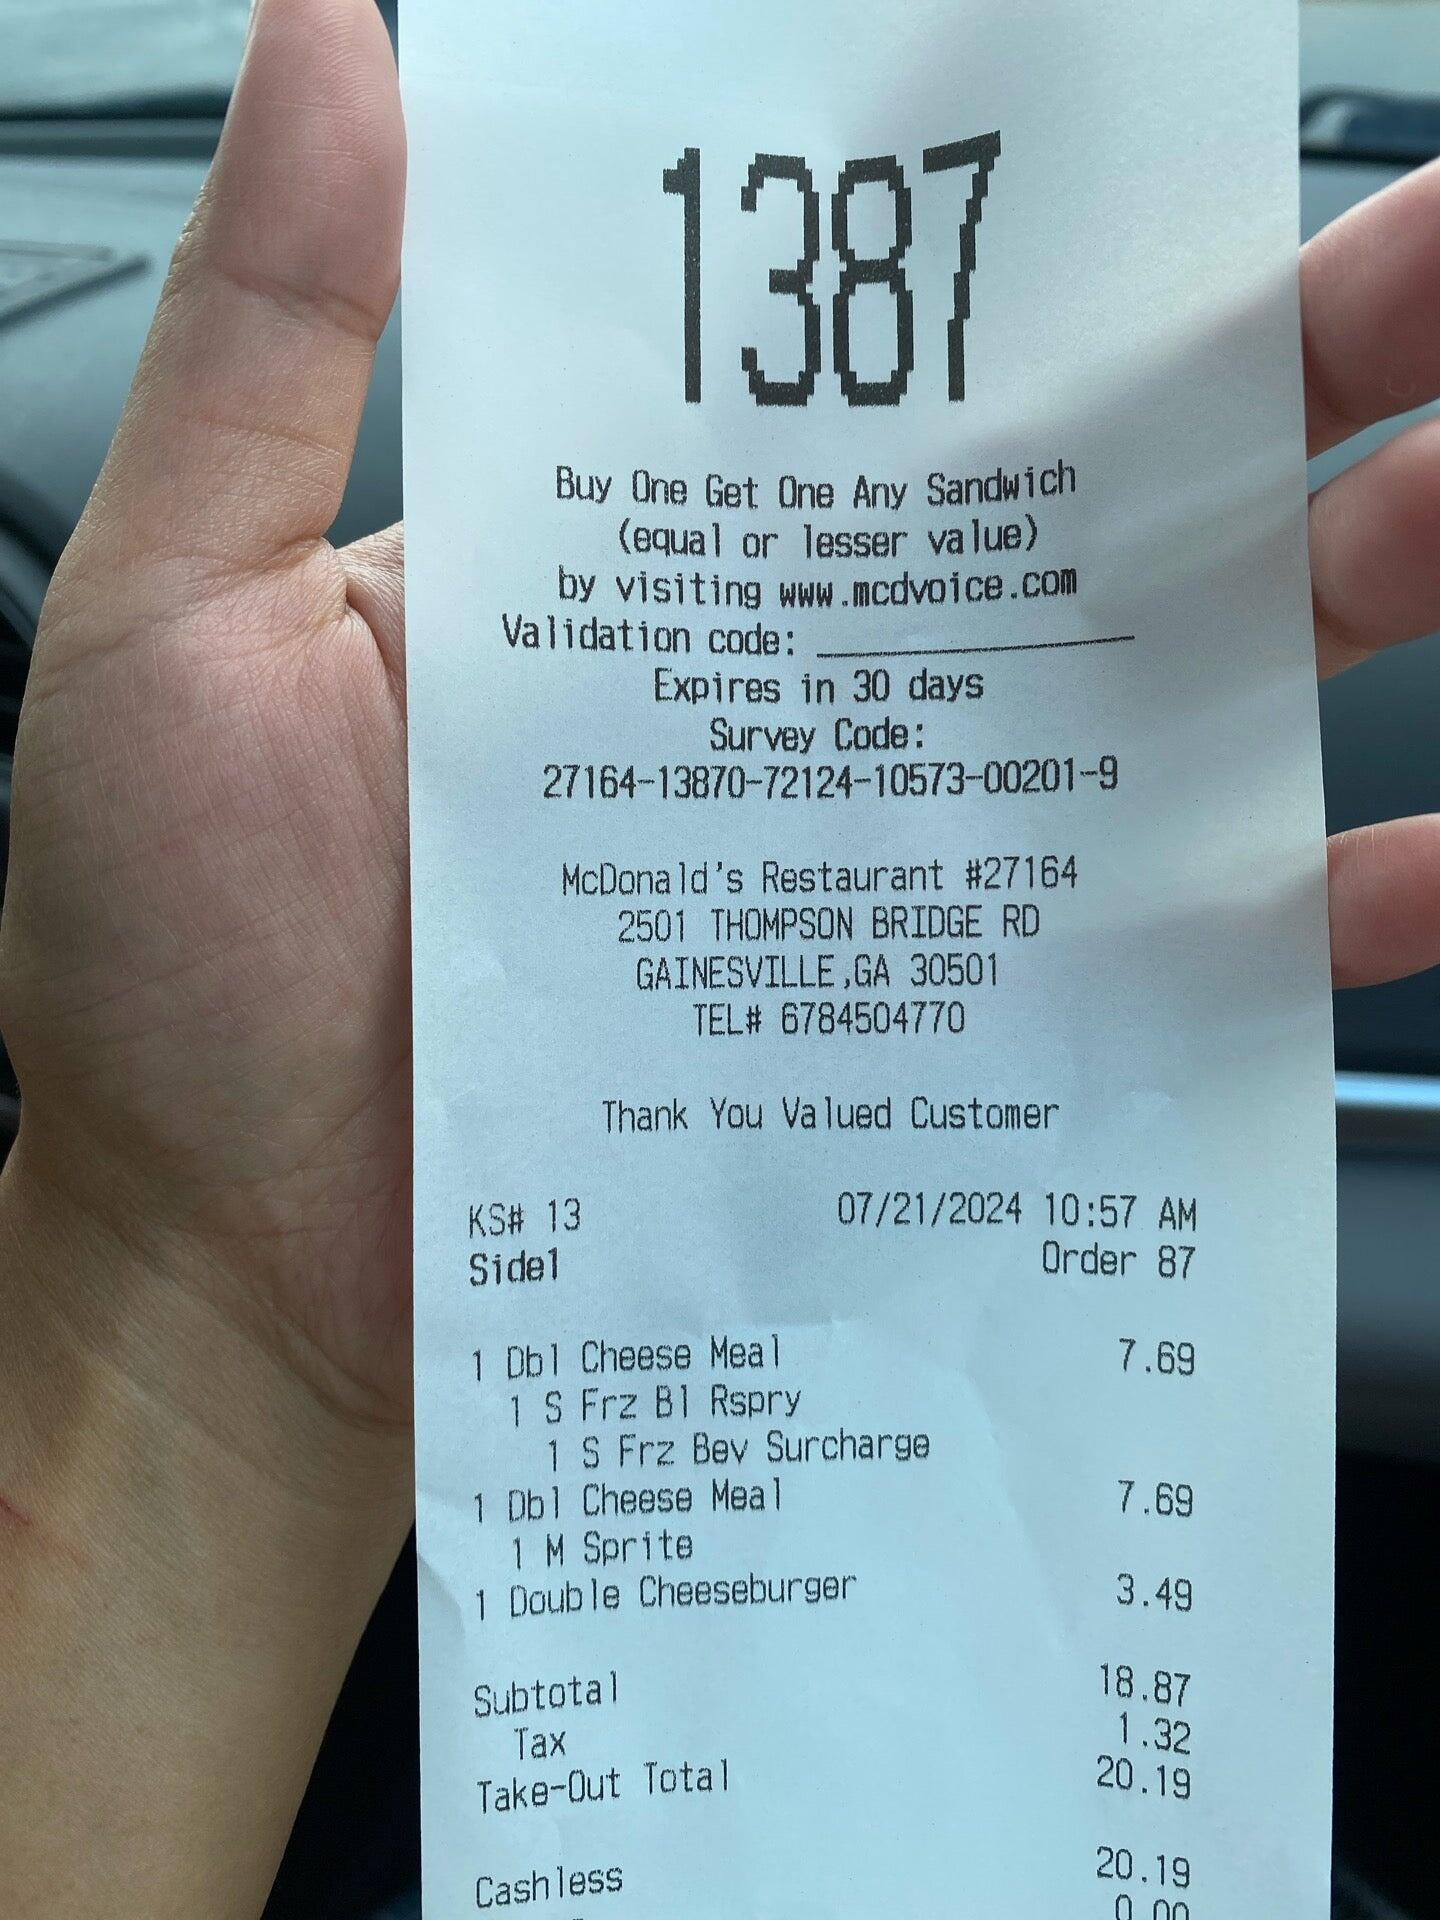 1387
Buy One Get One Any Sandwich
(equal or lesser value)
by visiting www.mcdvoice.com
Validation code: _______________
Expires in 30 days
Survey Code:
27164-13870-72124-10573-00201-9
McDonald's Restaurant #27164
2501 THOMPSON BRIDGE RD
GAINESVILLE,GA 30501
TEL# 6784504770
Thank You Valued Customer
KS# 13 07/21/2024 10:57 AM
Side1 Order 87
1 Dbl Cheese Meal 7.69
1 S Frz Bl Rspry
1 S Frz Bev Surcharge
1 Dbl Cheese Meal 7.69
1 M Sprite
1 Double Cheeseburger 3.49
Subtotal 18.87
Tax 1.32
Take-Out Total 20.19
Cashless 20.19
0.00